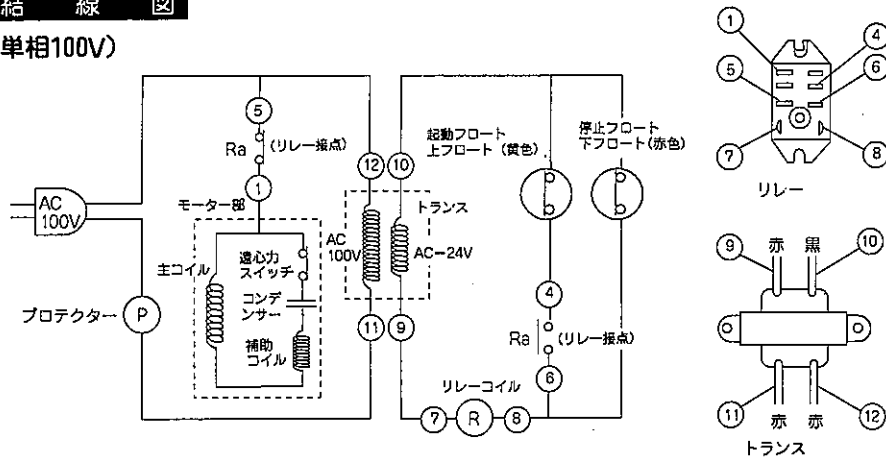 結線図
単相100V)
AC
100V
プロテクター
P
5
Ra
(リレー接点)
1
モーター部
主コイル
遠心力
スイッチ
コンデ
ンサー
補助
コイル
12
10
AC
100V
トランス
AC-24V
11
9
起動フロート
上フロート (黄色)
停止フロート
下フロート(赤色)
4
Ra
(リレー接点)
6
リレーコイル
7
R
8
1
4
5
6
7
8
リレー
9
赤
黒
10
11
赤
赤
12
トランス